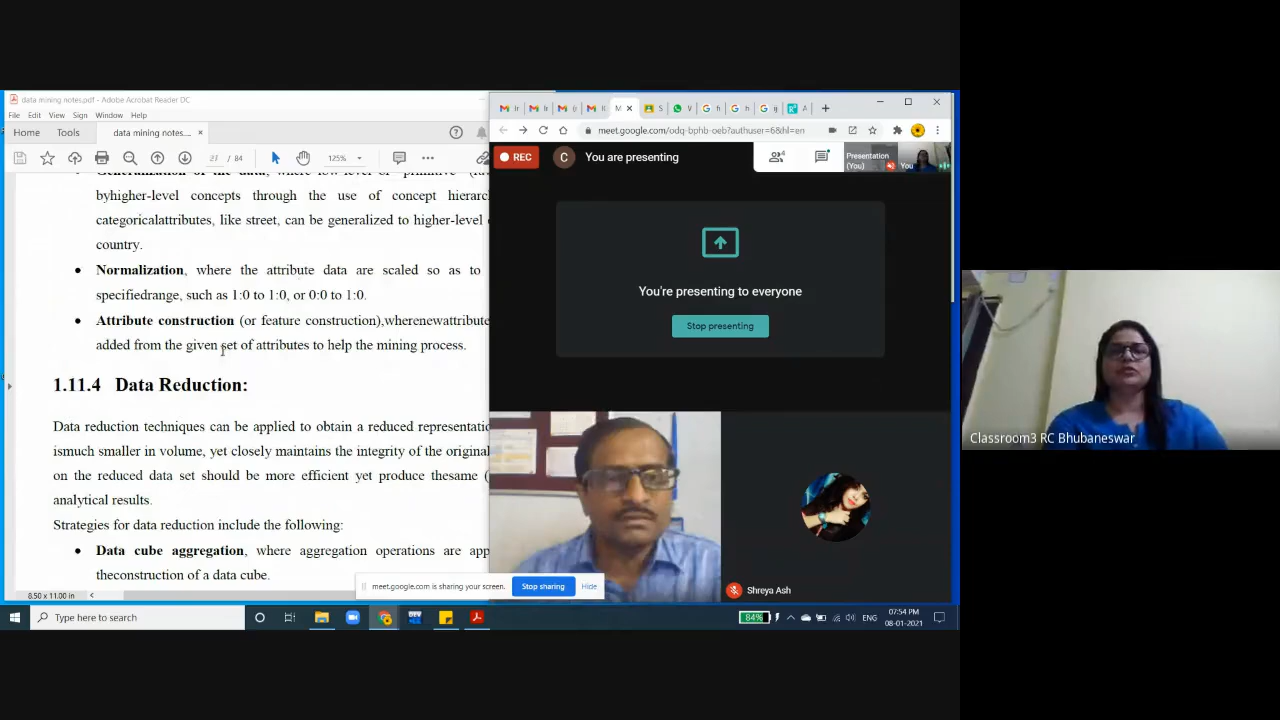 data mining notes.pdf - Adobe Acrobat Reader DC
File Edit View Sign Window Help
Home Tools data mining notes.... ×
/ 84 125%
Generalization of the data, where low-level or
byhigher-level concepts through the use of concept hierarc
categoricalattributes, like street, can be generalized to higher-level
country.
• Normalization, where the attribute data are scaled so as to
specifiedrange, such as 1:0 to 1:0, or 0:0 to 1:0.
• Attribute construction (or feature construction),wherenewattribute
added from the given set of attributes to help the mining process.
1.11.4 Data Reduction:
Data reduction techniques can be applied to obtain a reduced representatio
ismuch smaller in volume, yet closely maintains the integrity of the original
on the reduced data set should be more efficient yet produce thesame (
analytical results.
Strategies for data reduction include the following:
• Data cube aggregation, where aggregation operations are app
theconstruction of a data cube.
8.50 x 11.00 in
meet.google.com/odq-bphb-oeb?authuser=6&hl=en
REC C You are presenting
4
Presentation
(You) You
You're presenting to everyone
Stop presenting
Shreya Ash
meet.google.com is sharing your screen. Stop sharing Hide
Classroom3 RC Bhubaneswar
Type here to search
84% ENG
07:54 PM
08-01-2021